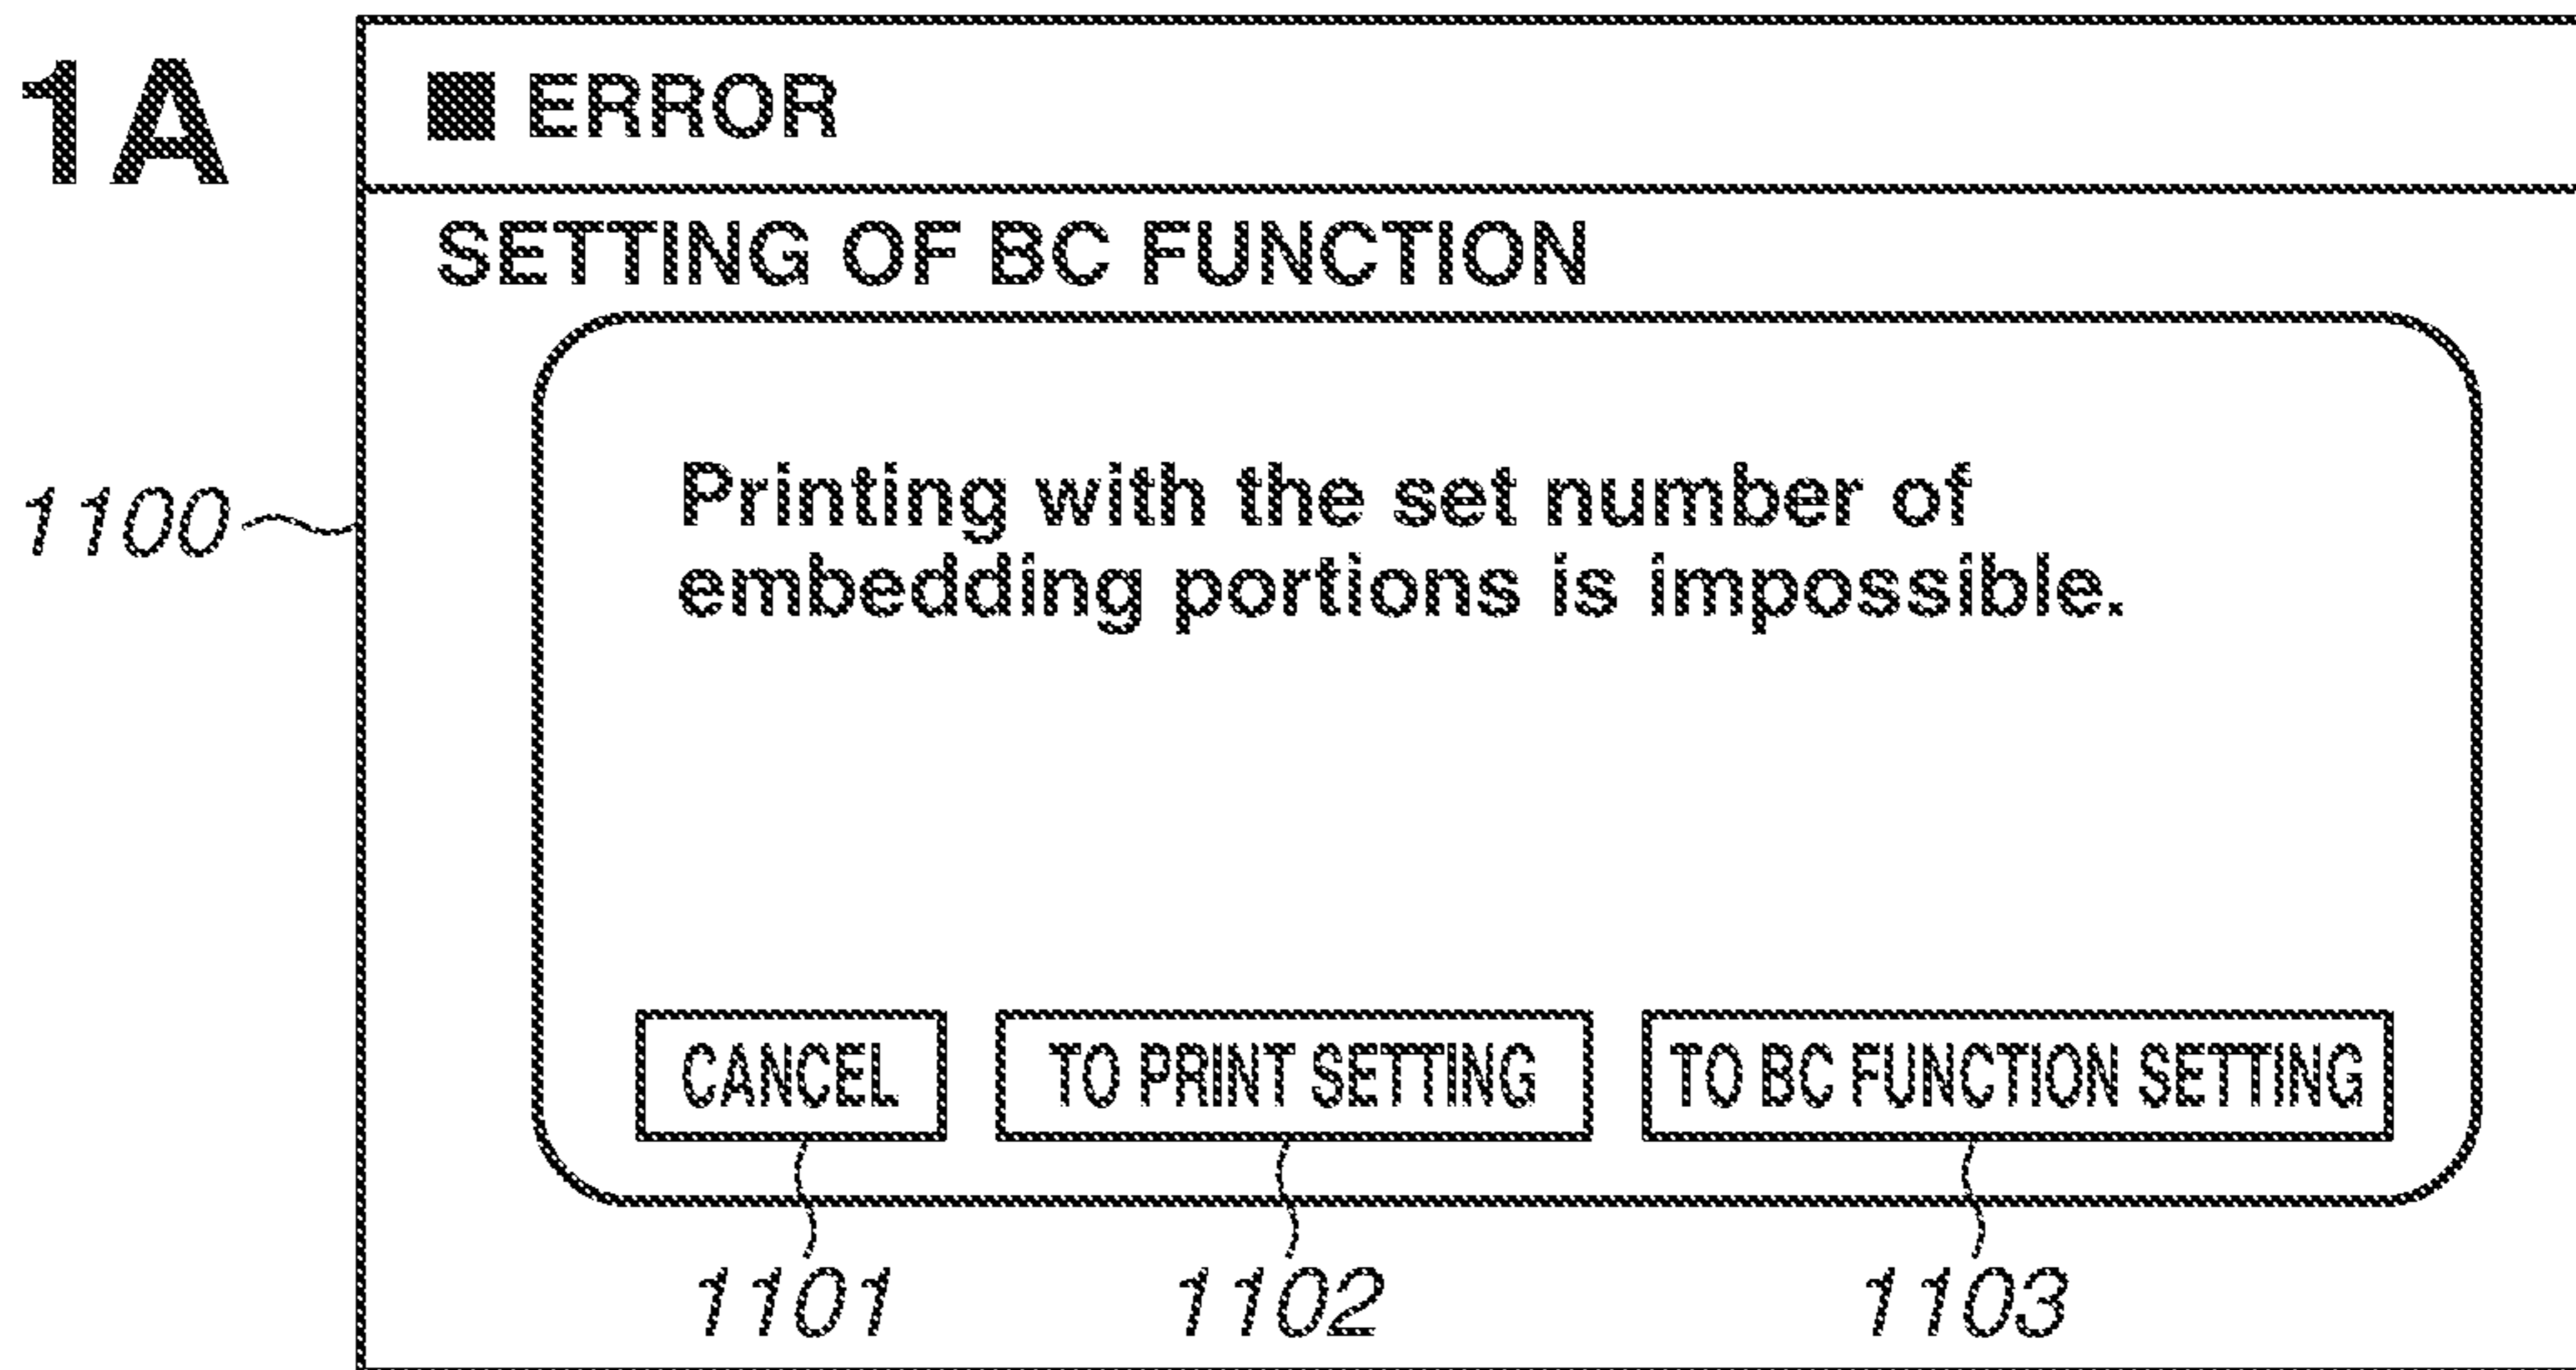 1A
■ ERROR
SETTING OF BC FUNCTION
1100
Printing with the set number of
embedding portions is impossible.
CANCEL
TO PRINT SETTING
TO BC FUNCTION SETTING
1101
1102
1103